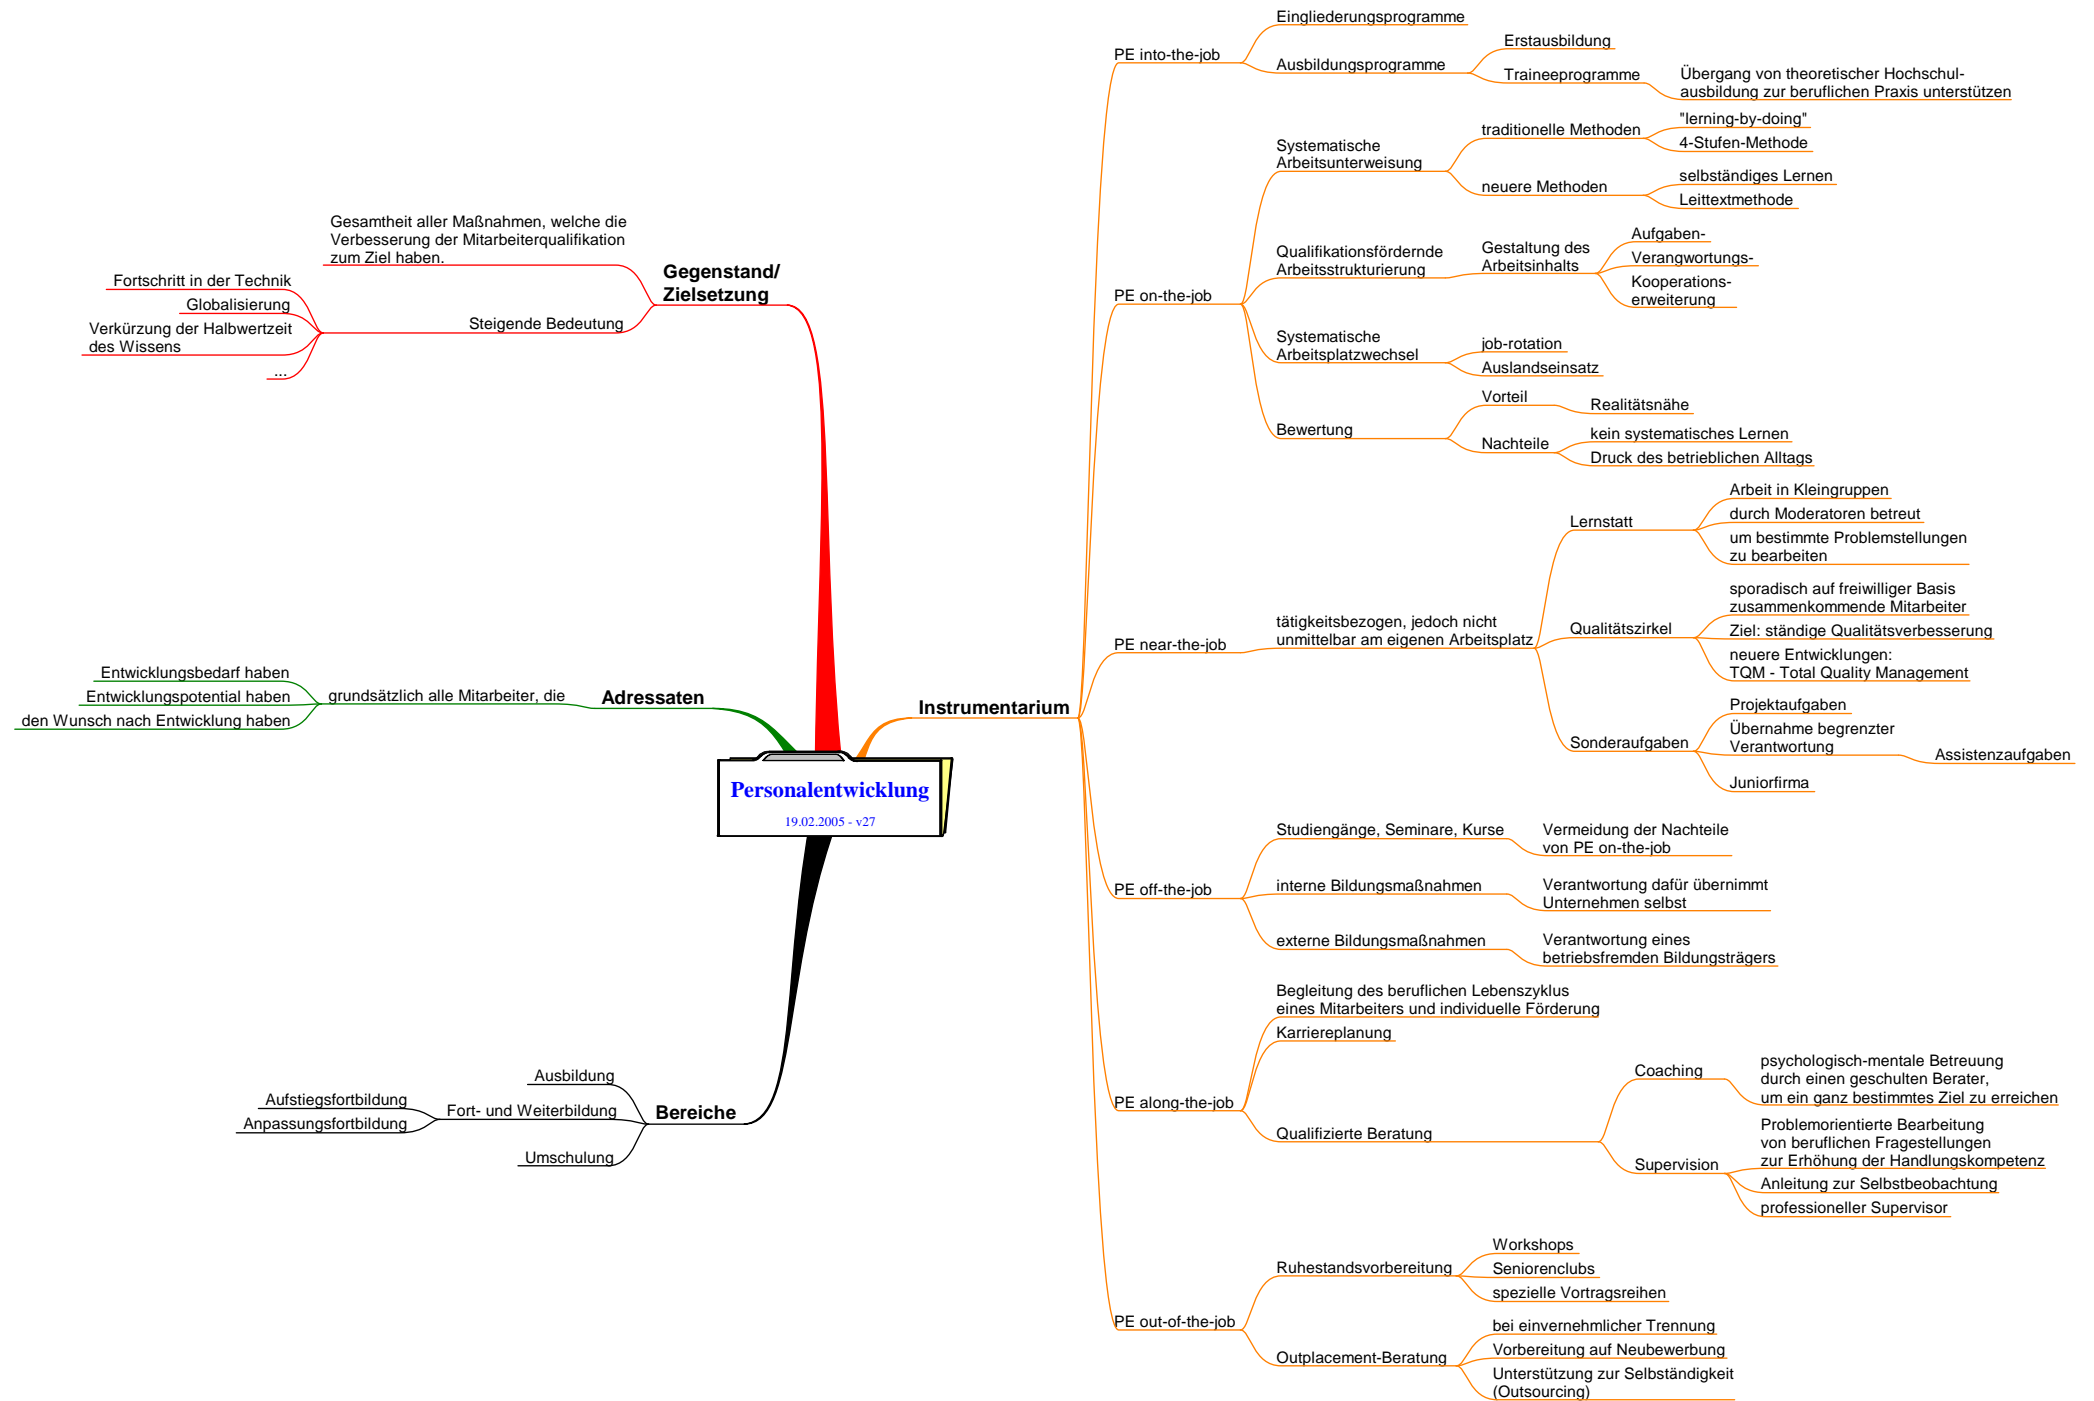 Personalentwicklung
19.02.2005 - v27
Gegenstand/
Zielsetzung
Gesamtheit aller Maßnahmen, welche die
Verbesserung der Mitarbeiterqualifikation
zum Ziel haben.
Steigende Bedeutung
Fortschritt in der Technik
Globalisierung
Verkürzung der Halbwertzeit
des Wissens
...
Adressaten
grundsätzlich alle Mitarbeiter, die
Entwicklungsbedarf haben
Entwicklungspotential haben
den Wunsch nach Entwicklung haben
Bereiche
Ausbildung
Fort- und Weiterbildung
Aufstiegsfortbildung
Anpassungsfortbildung
Umschulung
Instrumentarium
PE into-the-job
Eingliederungsprogramme
Ausbildungsprogramme
Erstausbildung
Traineeprogramme
Übergang von theoretischer Hochschul-
ausbildung zur beruflichen Praxis unterstützen
PE on-the-job
Systematische
Arbeitsunterweisung
traditionelle Methoden
"lerning-by-doing"
4-Stufen-Methode
neuere Methoden
selbständiges Lernen
Leittextmethode
Qualifikationsfördernde
Arbeitsstrukturierung
Gestaltung des
Arbeitsinhalts
Aufgaben-
Verangwortungs-
Kooperations-
erweiterung
Systematische
Arbeitsplatzwechsel
job-rotation
Auslandseinsatz
Bewertung
Vorteil
Realitätsnähe
Nachteile
kein systematisches Lernen
Druck des betrieblichen Alltags
PE near-the-job
tätigkeitsbezogen, jedoch nicht
unmittelbar am eigenen Arbeitsplatz
Lernstatt
Arbeit in Kleingruppen
durch Moderatoren betreut
um bestimmte Problemstellungen
zu bearbeiten
Qualitätszirkel
sporadisch auf freiwilliger Basis
zusammenkommende Mitarbeiter
Ziel: ständige Qualitätsverbesserung
neuere Entwicklungen:
TQM - Total Quality Management
Sonderaufgaben
Projektaufgaben
Übernahme begrenzter
Verantwortung
Assistenzaufgaben
Juniorfirma
PE off-the-job
Studiengänge, Seminare, Kurse
Vermeidung der Nachteile
von PE on-the-job
interne Bildungsmaßnahmen
Verantwortung dafür übernimmt
Unternehmen selbst
externe Bildungsmaßnahmen
Verantwortung eines
betriebsfremden Bildungsträgers
PE along-the-job
Begleitung des beruflichen Lebenszyklus
eines Mitarbeiters und individuelle Förderung
Karriereplanung
Qualifizierte Beratung
Coaching
psychologisch-mentale Betreuung
durch einen geschulten Berater,
um ein ganz bestimmtes Ziel zu erreichen
Supervision
Problemorientierte Bearbeitung
von beruflichen Fragestellungen
zur Erhöhung der Handlungskompetenz
Anleitung zur Selbstbeobachtung
professioneller Supervisor
PE out-of-the-job
Ruhestandsvorbereitung
Workshops
Seniorenclubs
spezielle Vortragsreihen
Outplacement-Beratung
bei einvernehmlicher Trennung
Vorbereitung auf Neubewerbung
Unterstützung zur Selbständigkeit
(Outsourcing)